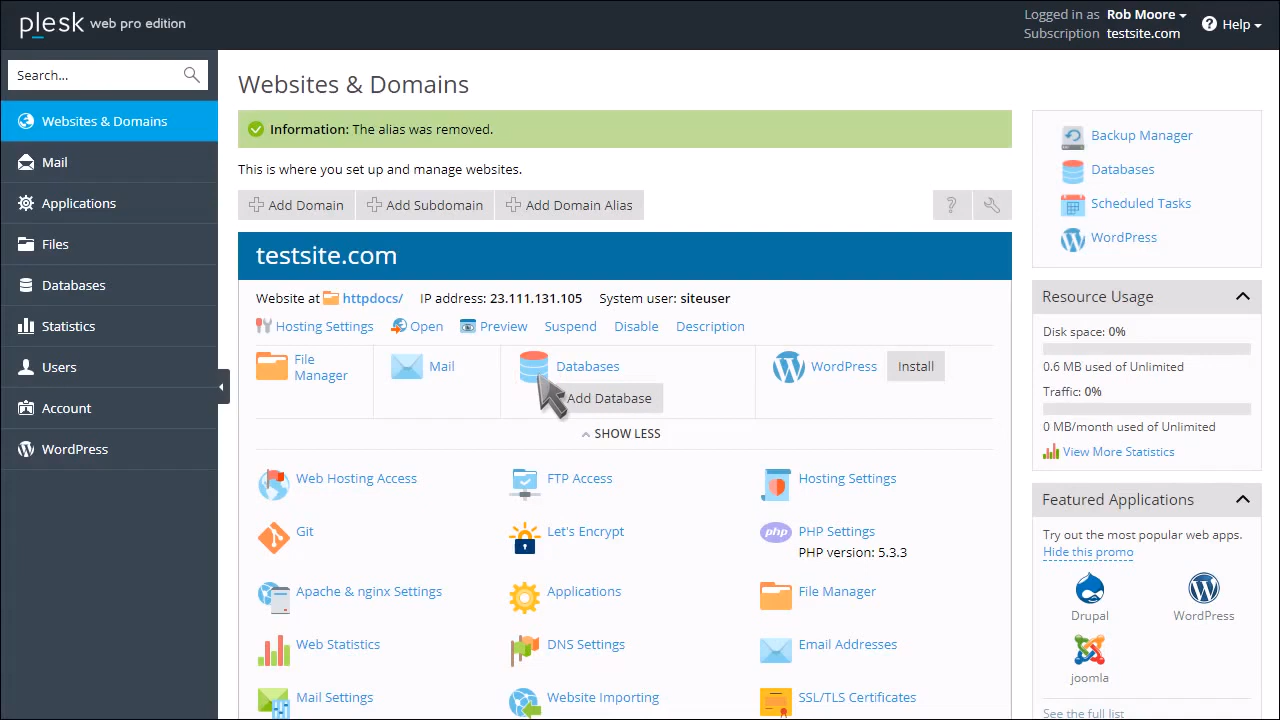 plesk web pro edition
Logged in as Rob Moore
Subscription testsite.com
Help
Search...
Websites & Domains
Mail
Applications
Files
Databases
Statistics
Users
Account
WordPress
Websites & Domains
Information: The alias was removed.
This is where you set up and manage websites.
Add Domain
Add Subdomain
Add Domain Alias
?
testsite.com
Website at httpdocs/ IP address: 23.111.131.105 System user: siteuser
Hosting Settings Open Preview Suspend Disable Description
File
Manager
Mail
Databases
Add Database
WordPress
Install
SHOW LESS
Web Hosting Access
FTP Access
Hosting Settings
Git
Let's Encrypt
php
PHP Settings
PHP version: 5.3.3
Apache & nginx Settings
Applications
File Manager
Web Statistics
DNS Settings
Email Addresses
Mail Settings
Website Importing
SSL/TLS Certificates
Backup Manager
Databases
Scheduled Tasks
WordPress
Resource Usage
Disk space: 0%
0.6 MB used of Unlimited
Traffic: 0%
0 MB/month used of Unlimited
View More Statistics
Featured Applications
Try out the most popular web apps.
Hide this promo
Drupal
WordPress
joomla
See the full list